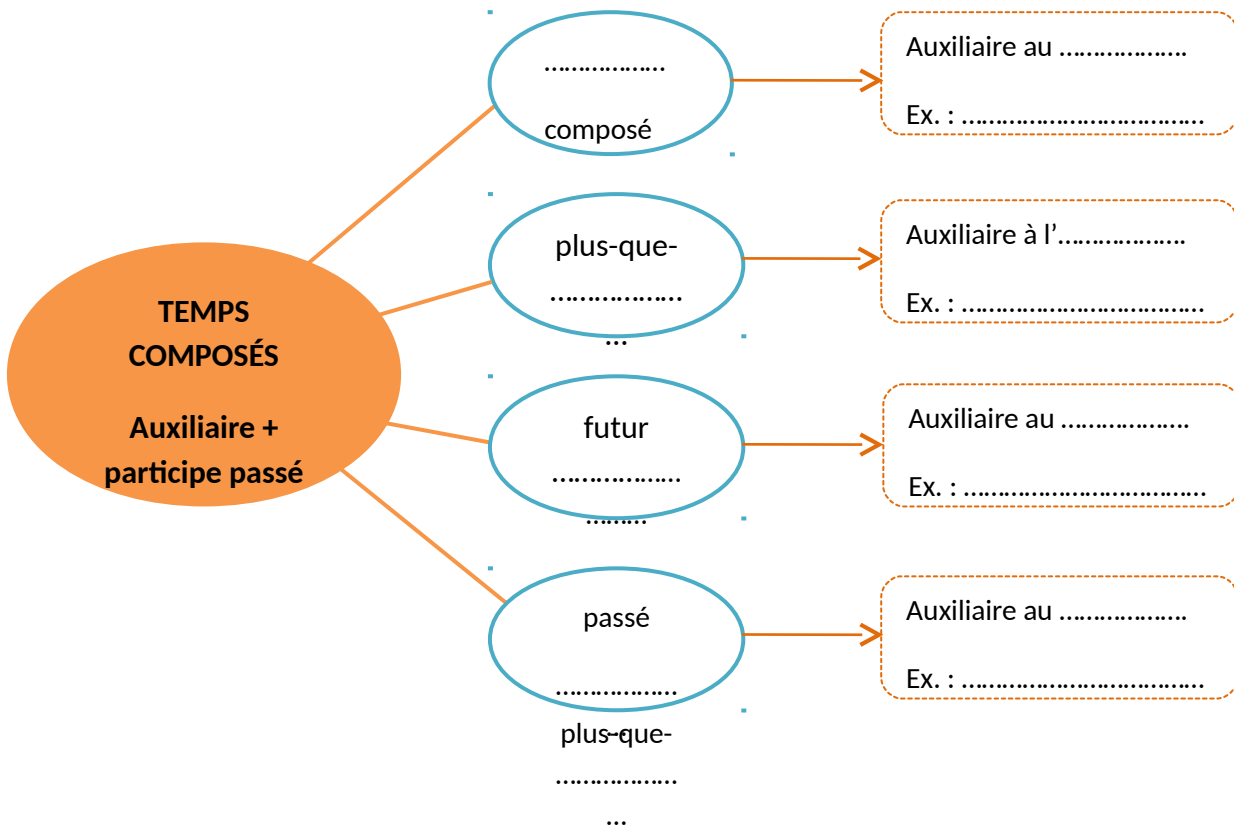 TEMPS
COMPOSÉS
Auxiliaire +
participe passé
………………
composé
Auxiliaire au ……………….
Ex. : ………………………………
plus-que-
………………
…
Auxiliaire à l’……………….
Ex. : ………………………………
futur
………………
………
Auxiliaire au ……………….
Ex. : ………………………………
passé
………………
…
Auxiliaire au ……………….
Ex. : ………………………………
plus-que-
………………
…